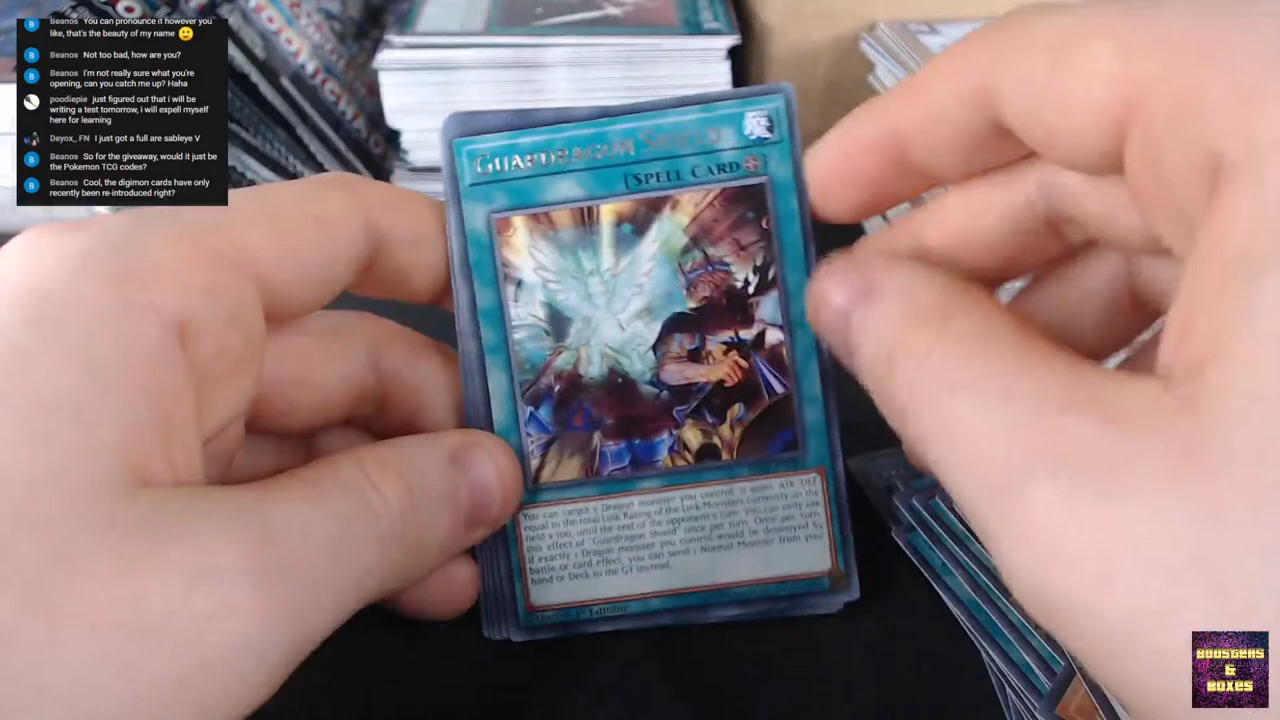 Beanos You can pronounce it however you
like, that's the beauty of my name 🙂
Beanos Not too bad, how are you?
Beanos I'm not really sure what you're
opening, can you catch me up? Haha
poodiepie just figured out that i will be
writing a test tomorrow, i will expell myself
here for learning
Deyox_FN I just got a full are sableye V
Beanos So for the giveaway, would it just be
the Pokemon TCG codes?
Beanos Cool, the digimon cards have only
recently been re-introduced right?
Guardragon Shield
[Spell Card
You can target 1 Dragon monster you control; it gains ATK/DEF
equal to the total Link Rating of the Link Monsters currently on the
field x 100, until the end of the opponent's turn. You can only use
this effect of "Guardragon Shield" once per turn. Once per turn,
if exactly 1 Dragon monster you control would be destroyed by
battle or card effect, you can send 1 Normal Monster from your
hand or Deck to the GY instead.
1st Edition
BOOSTERS
&
BOXES